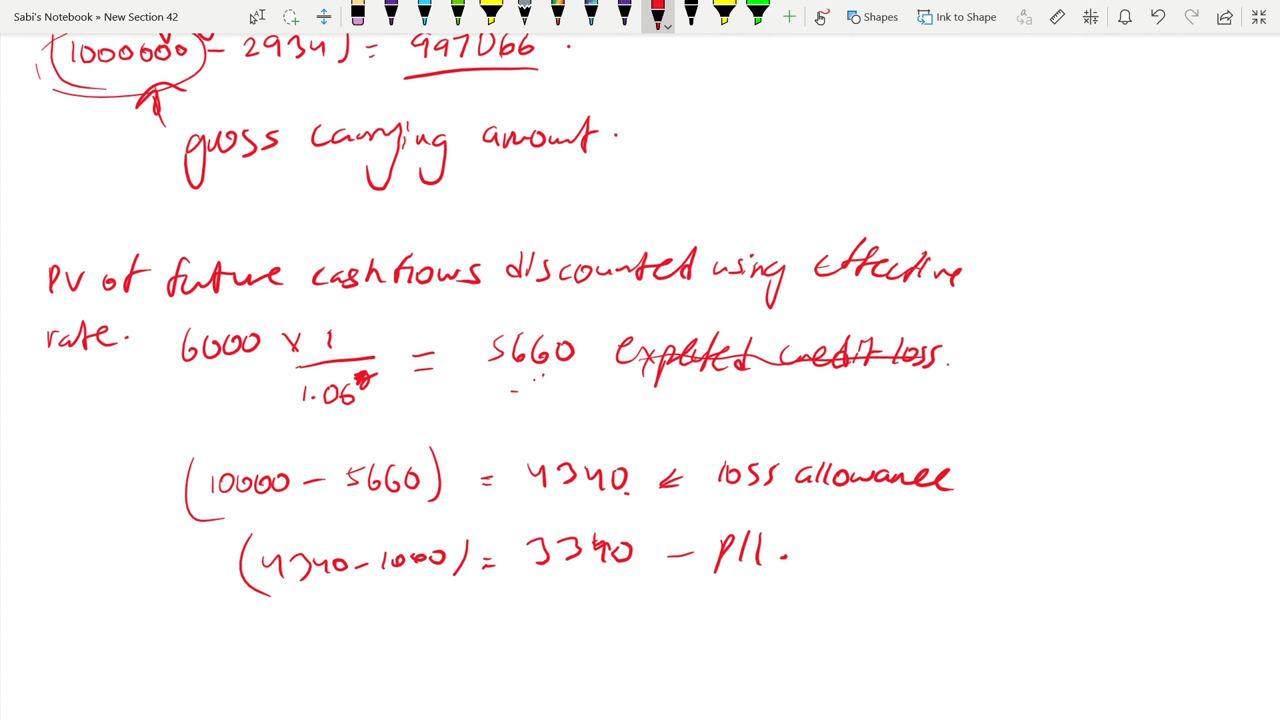 Sabi's Notebook » New Section 42
Shapes
Ink to Shape
(1000000) - 2934) = 997066.
gross carrying amount.
PV of future cashflows discounted using effective
rate. 6000 x 1/1.06 = 5660 expected credit loss.
(10000 - 5660) = 4340. ← loss allowance
(4340 - 1000) = 3340 - P/L.